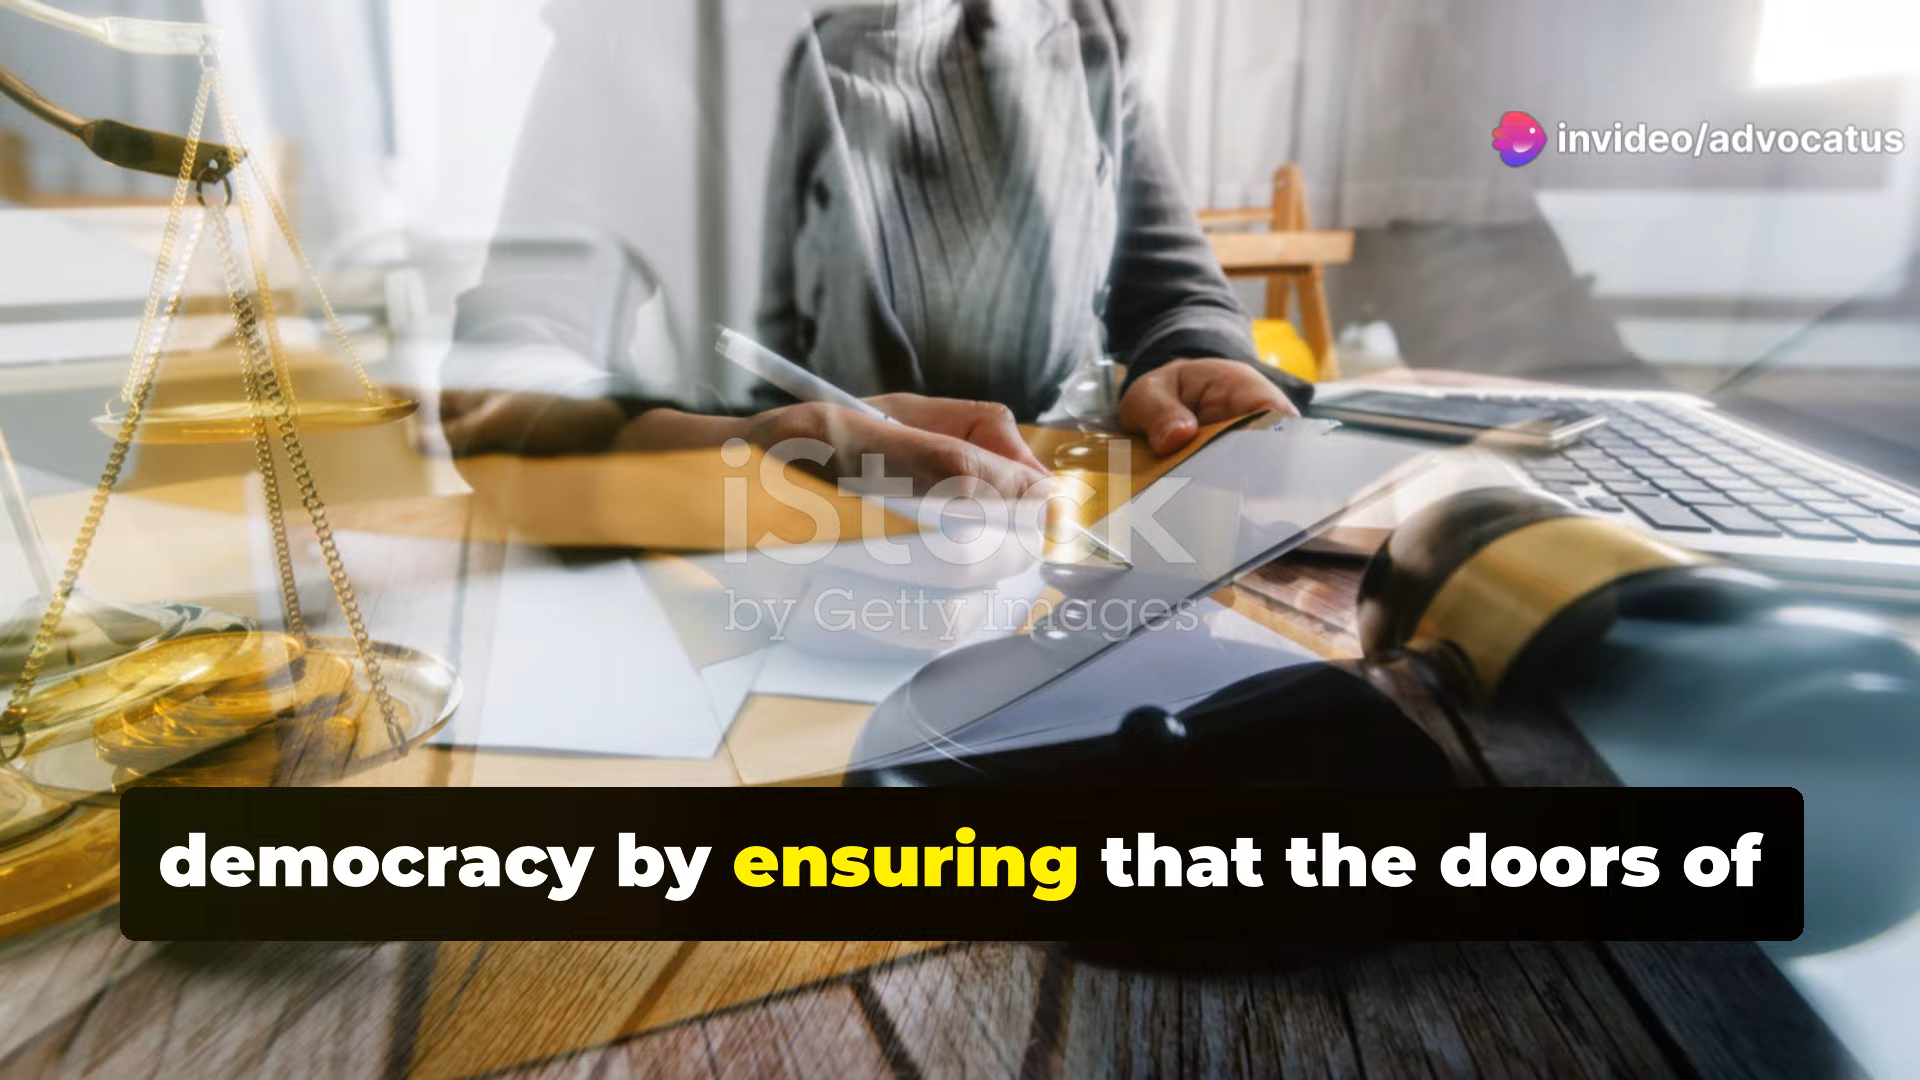 invideo/advocatus
iStock
by Getty Images
democracy by ensuring that the doors of